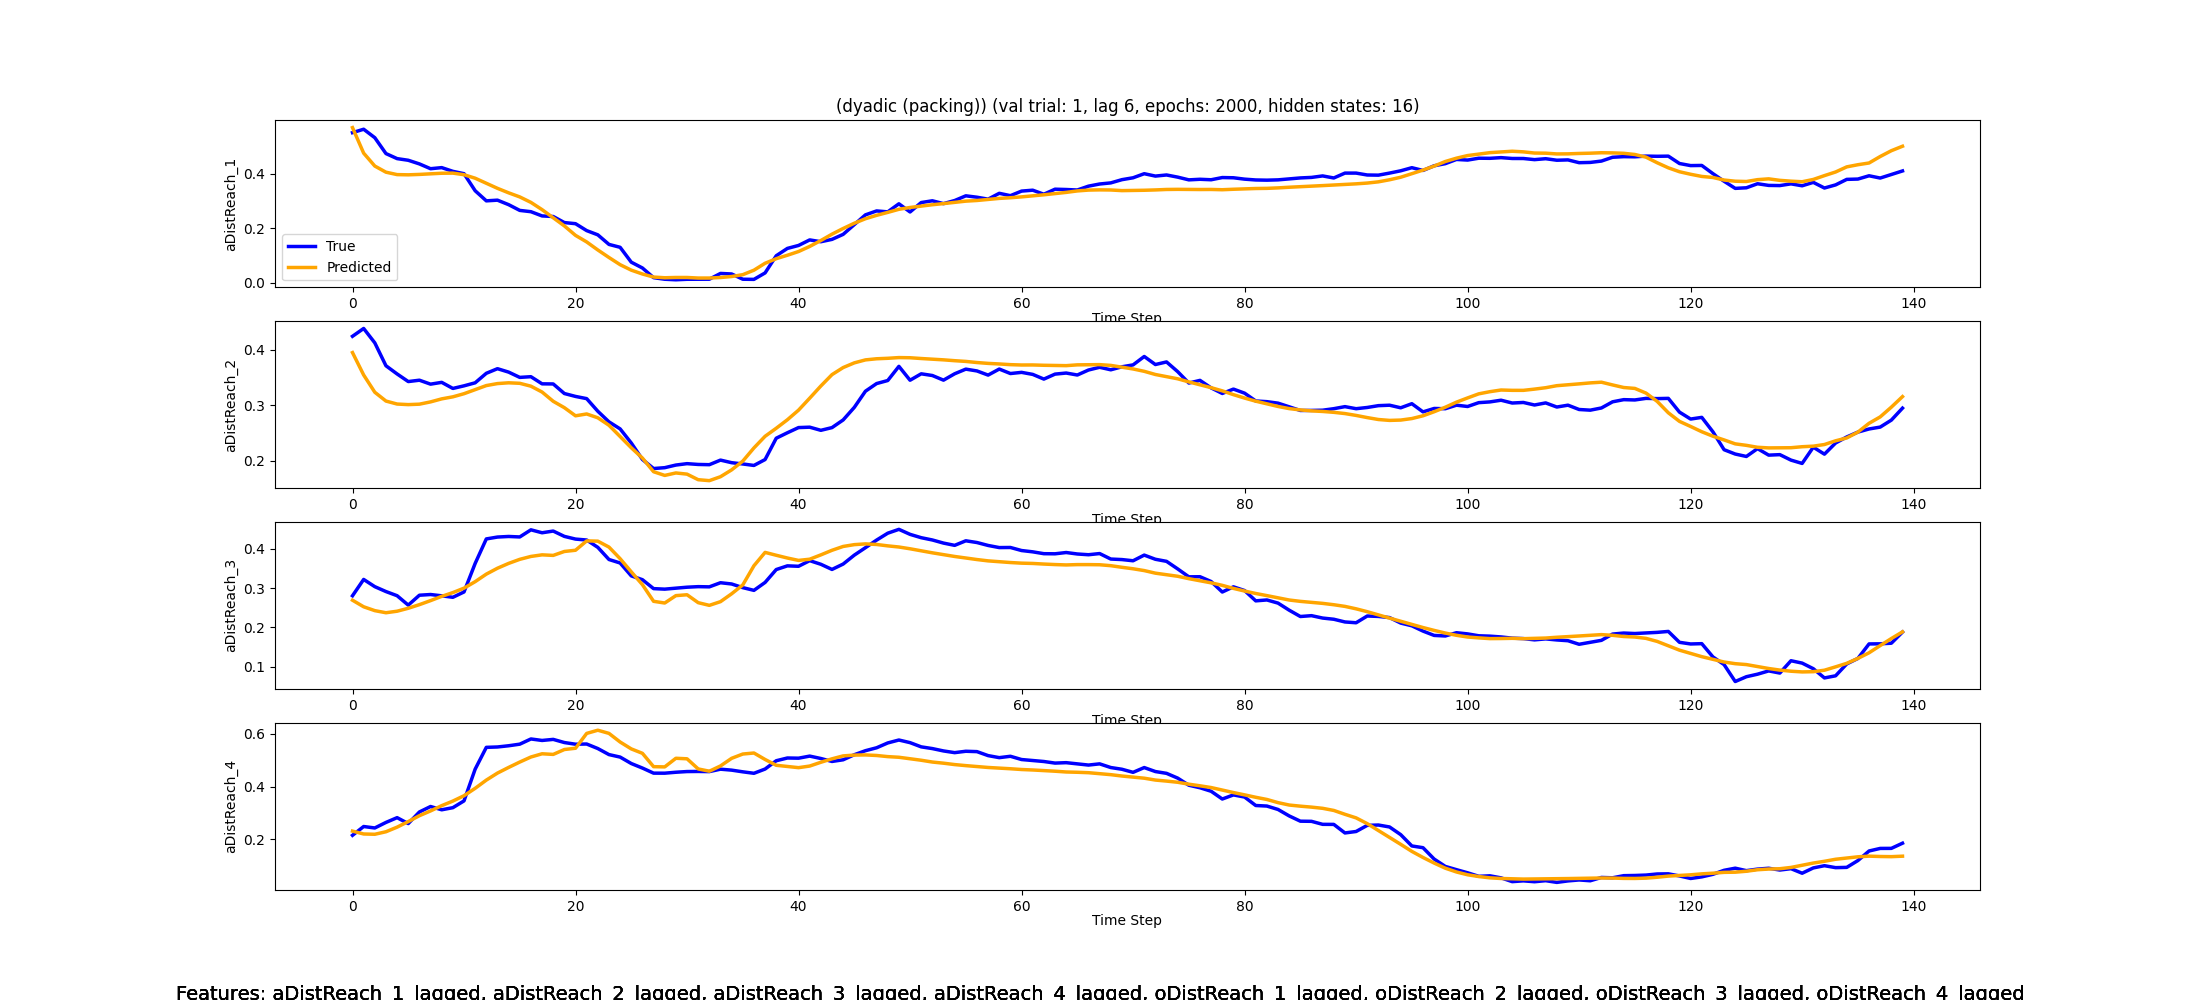 (dyadic (packing)) (val trial: 1, lag 6, epochs: 2000, hidden states: 16)
aDistReach_1
0.4
0.2
0.0
True
Predicted
0 20 40 60 80 100 120 140
Time Step
aDistReach_2
0.4
0.3
0.2
0 20 40 60 80 100 120 140
Time Step
aDistReach_3
0.4
0.3
0.2
0.1
0 20 40 60 80 100 120 140
Time Step
aDistReach_4
0.6
0.4
0.2
0 20 40 60 80 100 120 140
Time Step
Features: aDistReach_1_lagged, aDistReach_2_lagged, aDistReach_3_lagged, aDistReach_4_lagged, oDistReach_1_lagged, oDistReach_2_lagged, oDistReach_3_lagged, oDistReach_4_lagged